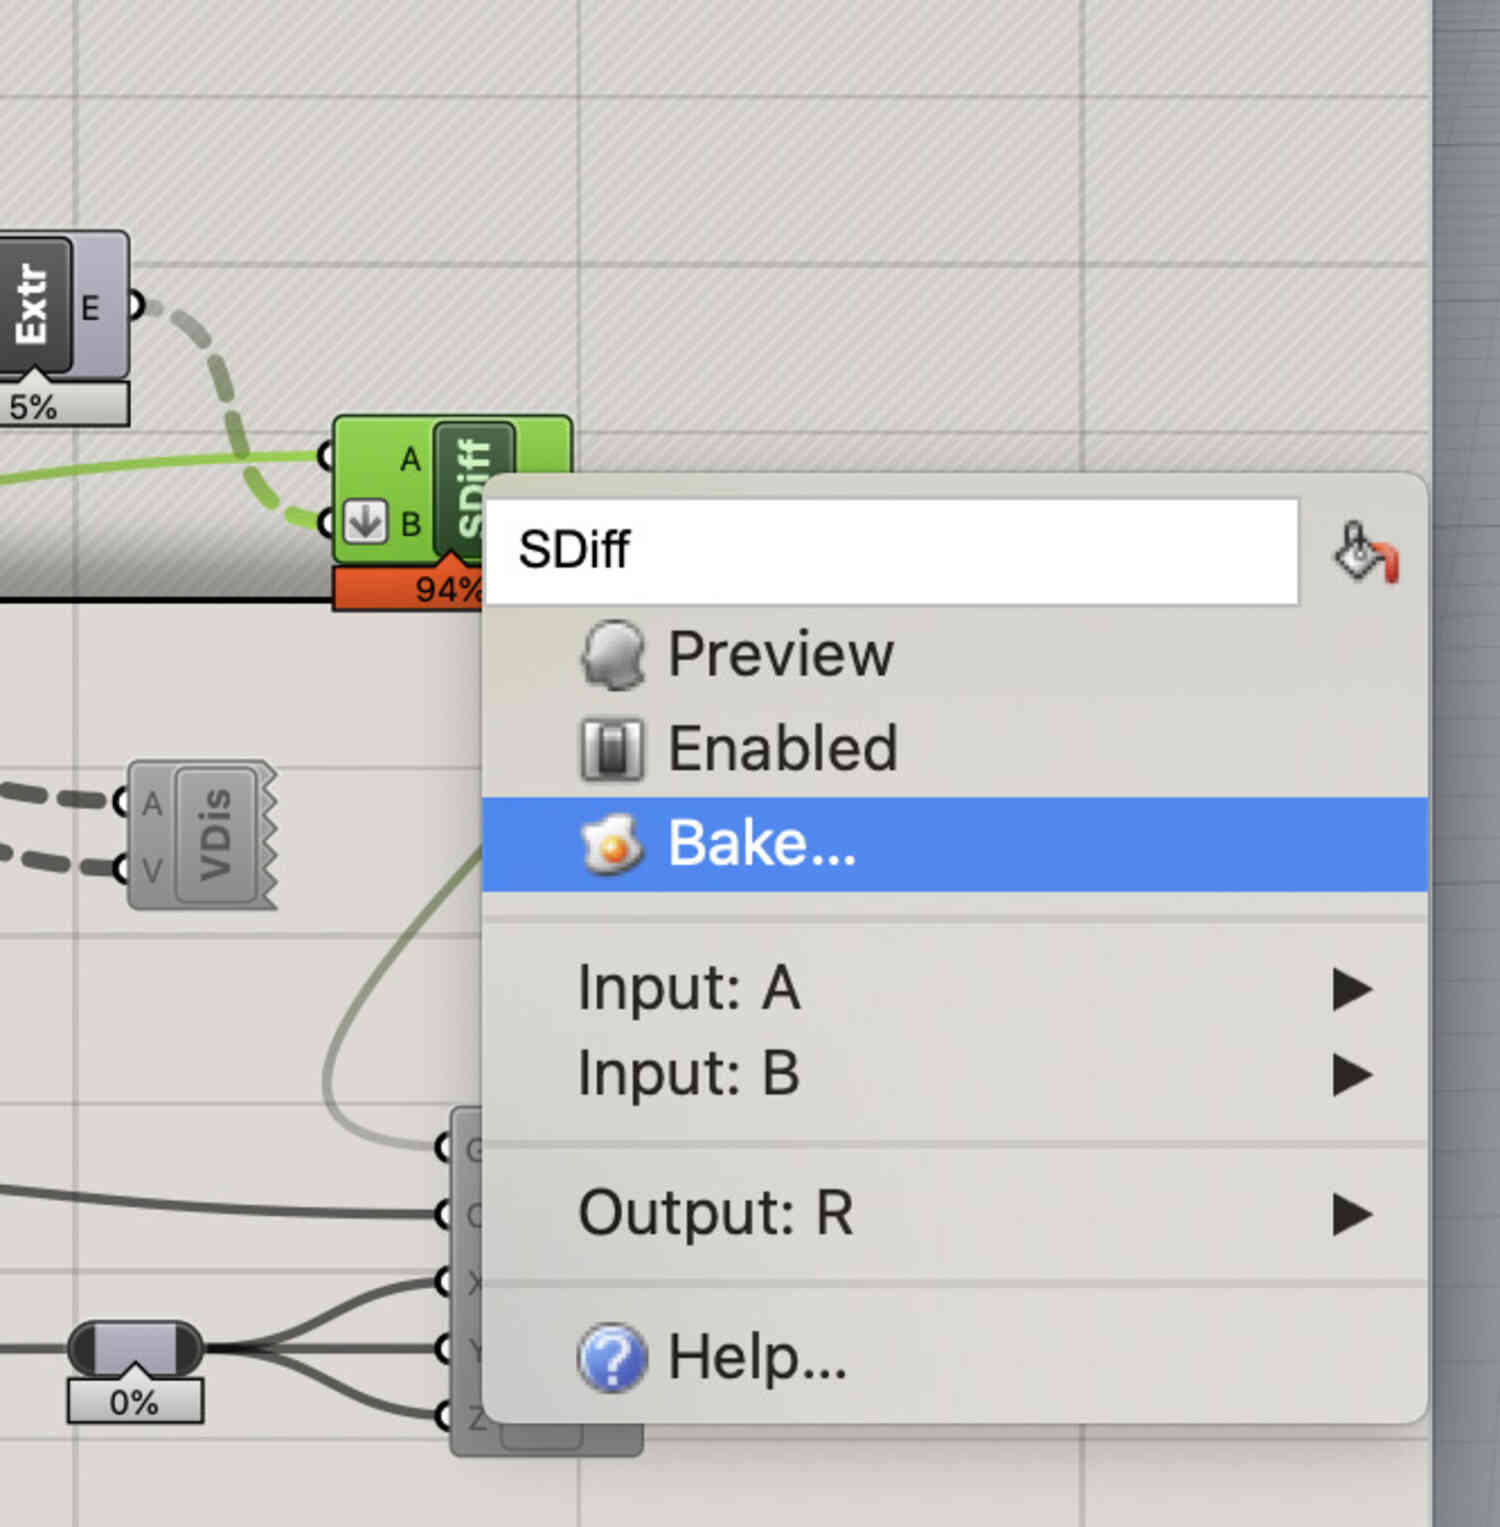 Extr
E
5%
A
B
SDiff
94%
SDiff
Preview
Enabled
Bake...
A
V
VDis
Input: A
Input: B
Output: R
Help...
X
Y
Z
0%